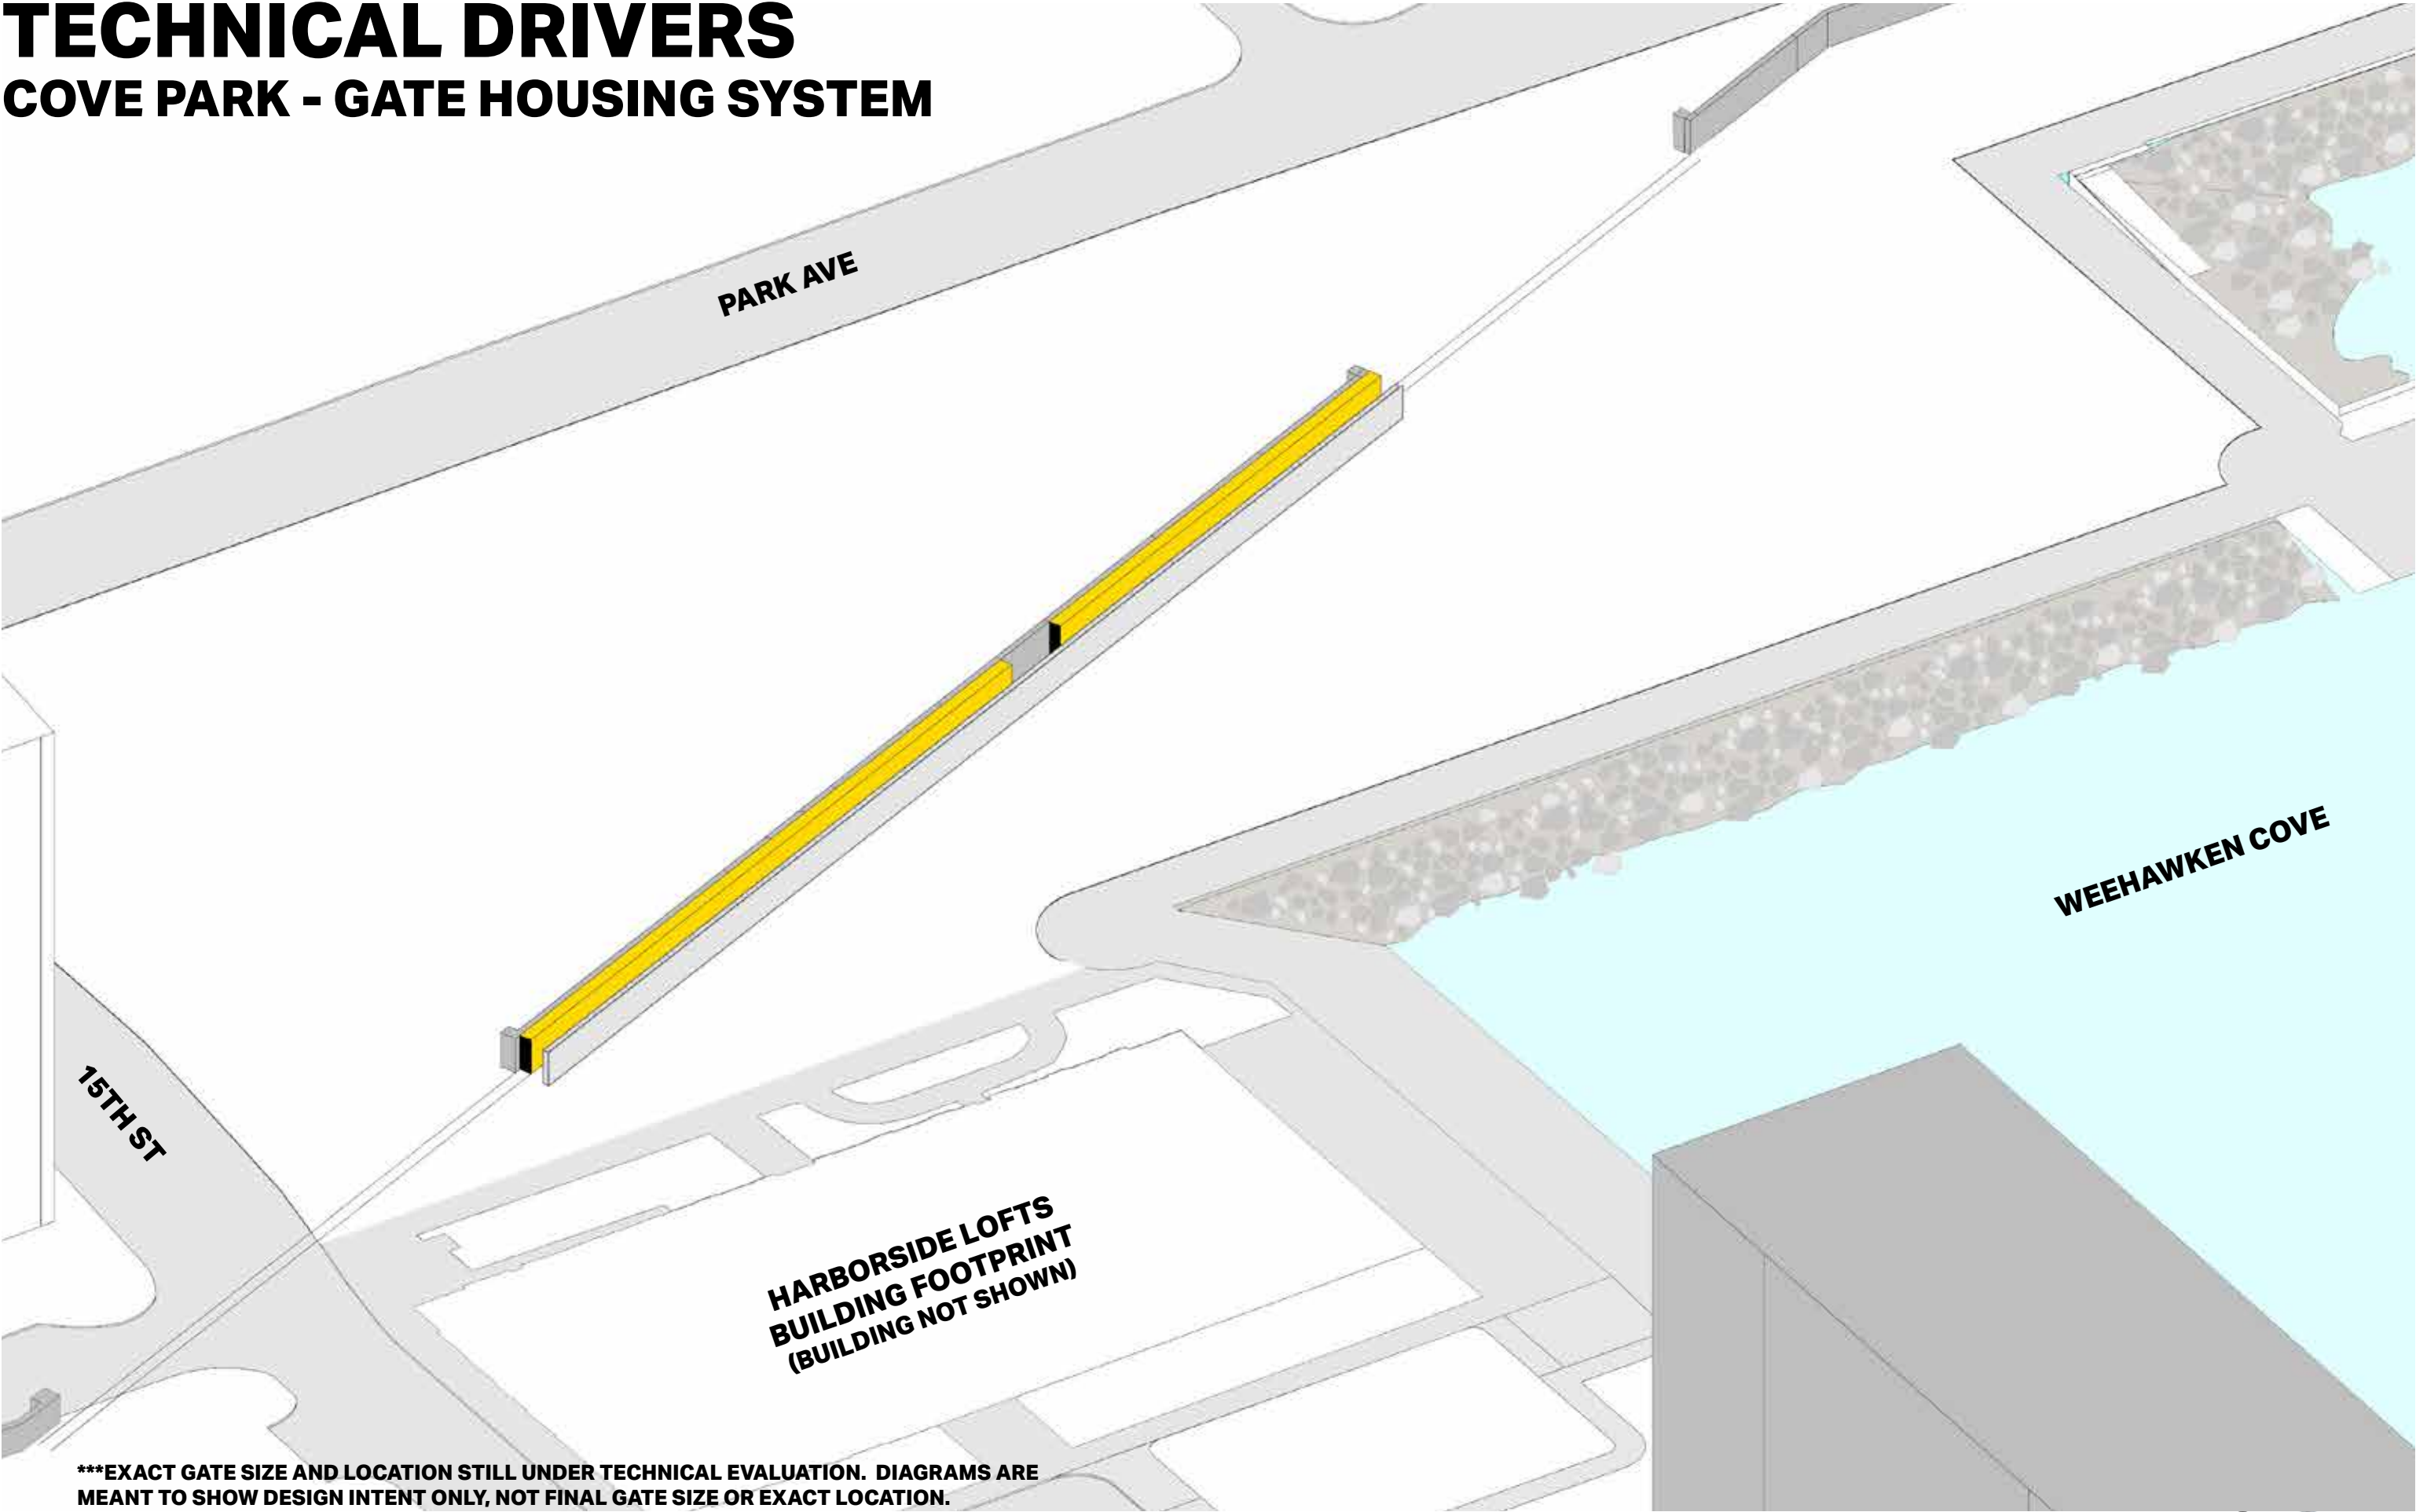 TECHNICAL DRIVERS
COVE PARK - GATE HOUSING SYSTEM
PARK AVE
WEEHAWKEN COVE
15TH ST
HARBORSIDE LOFTS
BUILDING FOOTPRINT
(BUILDING NOT SHOWN)
***EXACT GATE SIZE AND LOCATION STILL UNDER TECHNICAL EVALUATION. DIAGRAMS ARE
MEANT TO SHOW DESIGN INTENT ONLY, NOT FINAL GATE SIZE OR EXACT LOCATION.